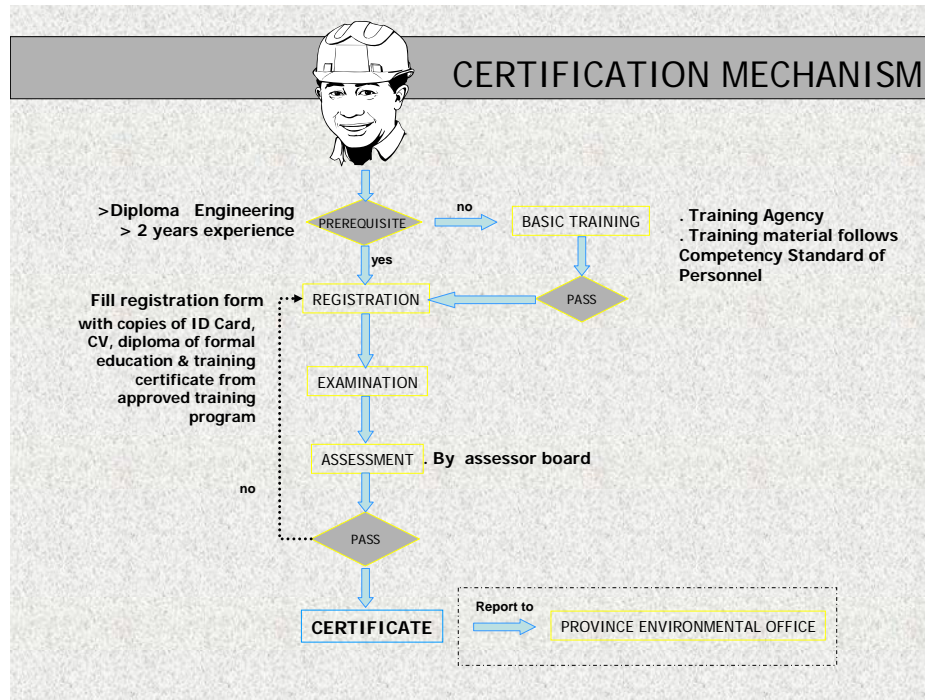 CERTIFICATION MECHANISM
>Diploma Engineering
> 2 years experience
PREREQUISITE
no
BASIC TRAINING
. Training Agency
. Training material follows
Competency Standard of
Personnel
yes
Fill registration form
with copies of ID Card,
CV, diploma of formal
education & training
certificate from
approved training
program
REGISTRATION
PASS
EXAMINATION
ASSESSMENT
. By assessor board
no
PASS
CERTIFICATE
Report to
PROVINCE ENVIRONMENTAL OFFICE